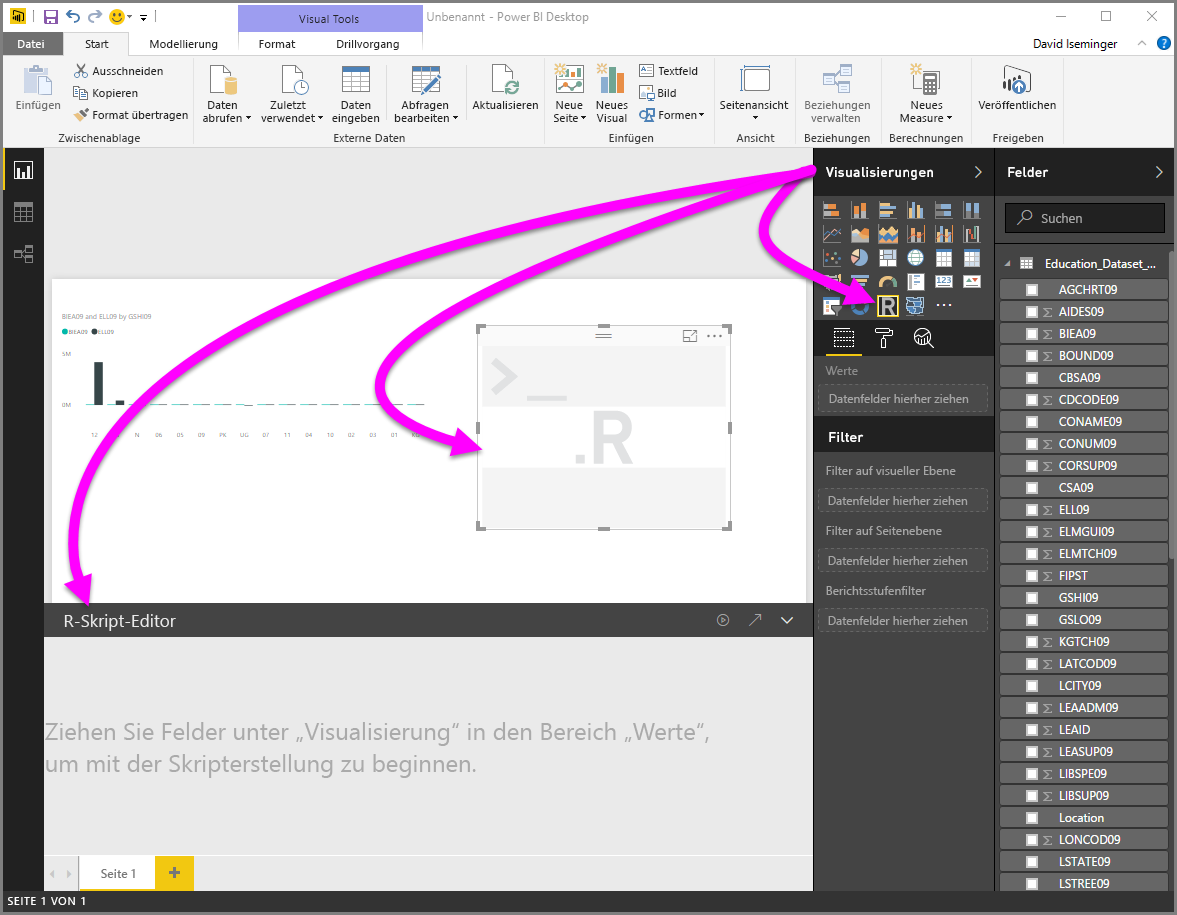 Visual Tools
Unbenannt - Power BI Desktop
Datei
Start
Modellierung
Format
Drillvorgang
David Iseminger
?
Einfügen
Ausschneiden
Kopieren
Format übertragen
Daten
abrufen
Zuletzt
verwendet
Daten
eingeben
Abfragen
bearbeiten
Aktualisieren
Neue
Seite
Neues
Visual
Textfeld
Bild
Formen
Seitenansicht
Beziehungen
verwalten
Neues
Measure
Veröffentlichen
Zwischenablage
Externe Daten
Einfügen
Ansicht
Beziehungen
Berechnungen
Freigeben
BIEA09 and ELL09 by GSHI09
BIEA09 ELL09
5M
0M
12
N 06 05 09 PK UG 07 11 04 10 02 03 01 KG
>_
.R
R-Skript-Editor
Ziehen Sie Felder unter „Visualisierung“ in den Bereich „Werte“,
um mit der Skripterstellung zu beginnen.
Seite 1
+
SEITE 1 VON 1
Visualisierungen
123
R
Werte
Datenfelder hierher ziehen
Filter
Filter auf visueller Ebene
Datenfelder hierher ziehen
Filter auf Seitenebene
Datenfelder hierher ziehen
Berichtsstufenfilter
Datenfelder hierher ziehen
Felder
Suchen
Education_Dataset_...
AGCHRT09
Σ AIDES09
Σ BIEA09
Σ BOUND09
CBSA09
Σ CDCODE09
CONAME09
Σ CONUM09
Σ CORSUP09
CSA09
Σ ELL09
Σ ELMGUI09
Σ ELMTCH09
Σ FIPST
GSHI09
GSLO09
Σ KGTCH09
Σ LATCOD09
LCITY09
Σ LEAADM09
Σ LEAID
Σ LEASUP09
Σ LIBSPE09
Σ LIBSUP09
Location
Σ LONCOD09
LSTATE09
LSTREE09